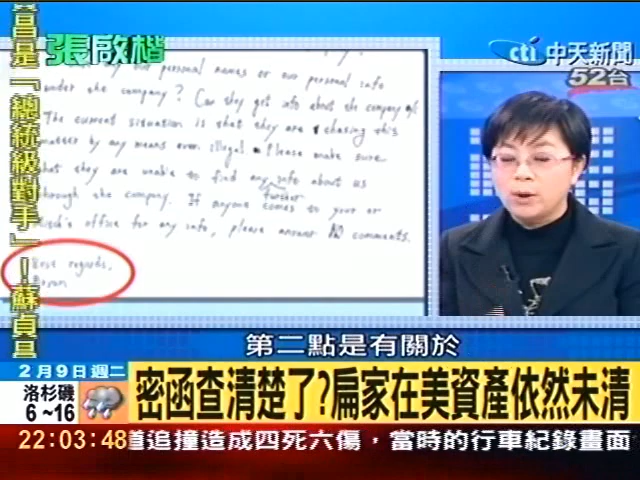 張啟楷
cti 中天新聞
52台
by our personal names or our personal info
under the company? Can they get info about the company
The current situation is that they are chasing this
matter by any means even illegal. Please make sure
that they are unable to find any info about us
through the company. If anyone further comes to your or
office for any info, please answer NO comments.
Best regards,
昌是「總統級對手」！蘇貞昌
第二點是有關於
2月9日週二
洛杉磯
6~16
密函查清楚了?扁家在美資產依然未清
22:03:48
道追撞造成四死六傷，當時的行車紀錄畫面